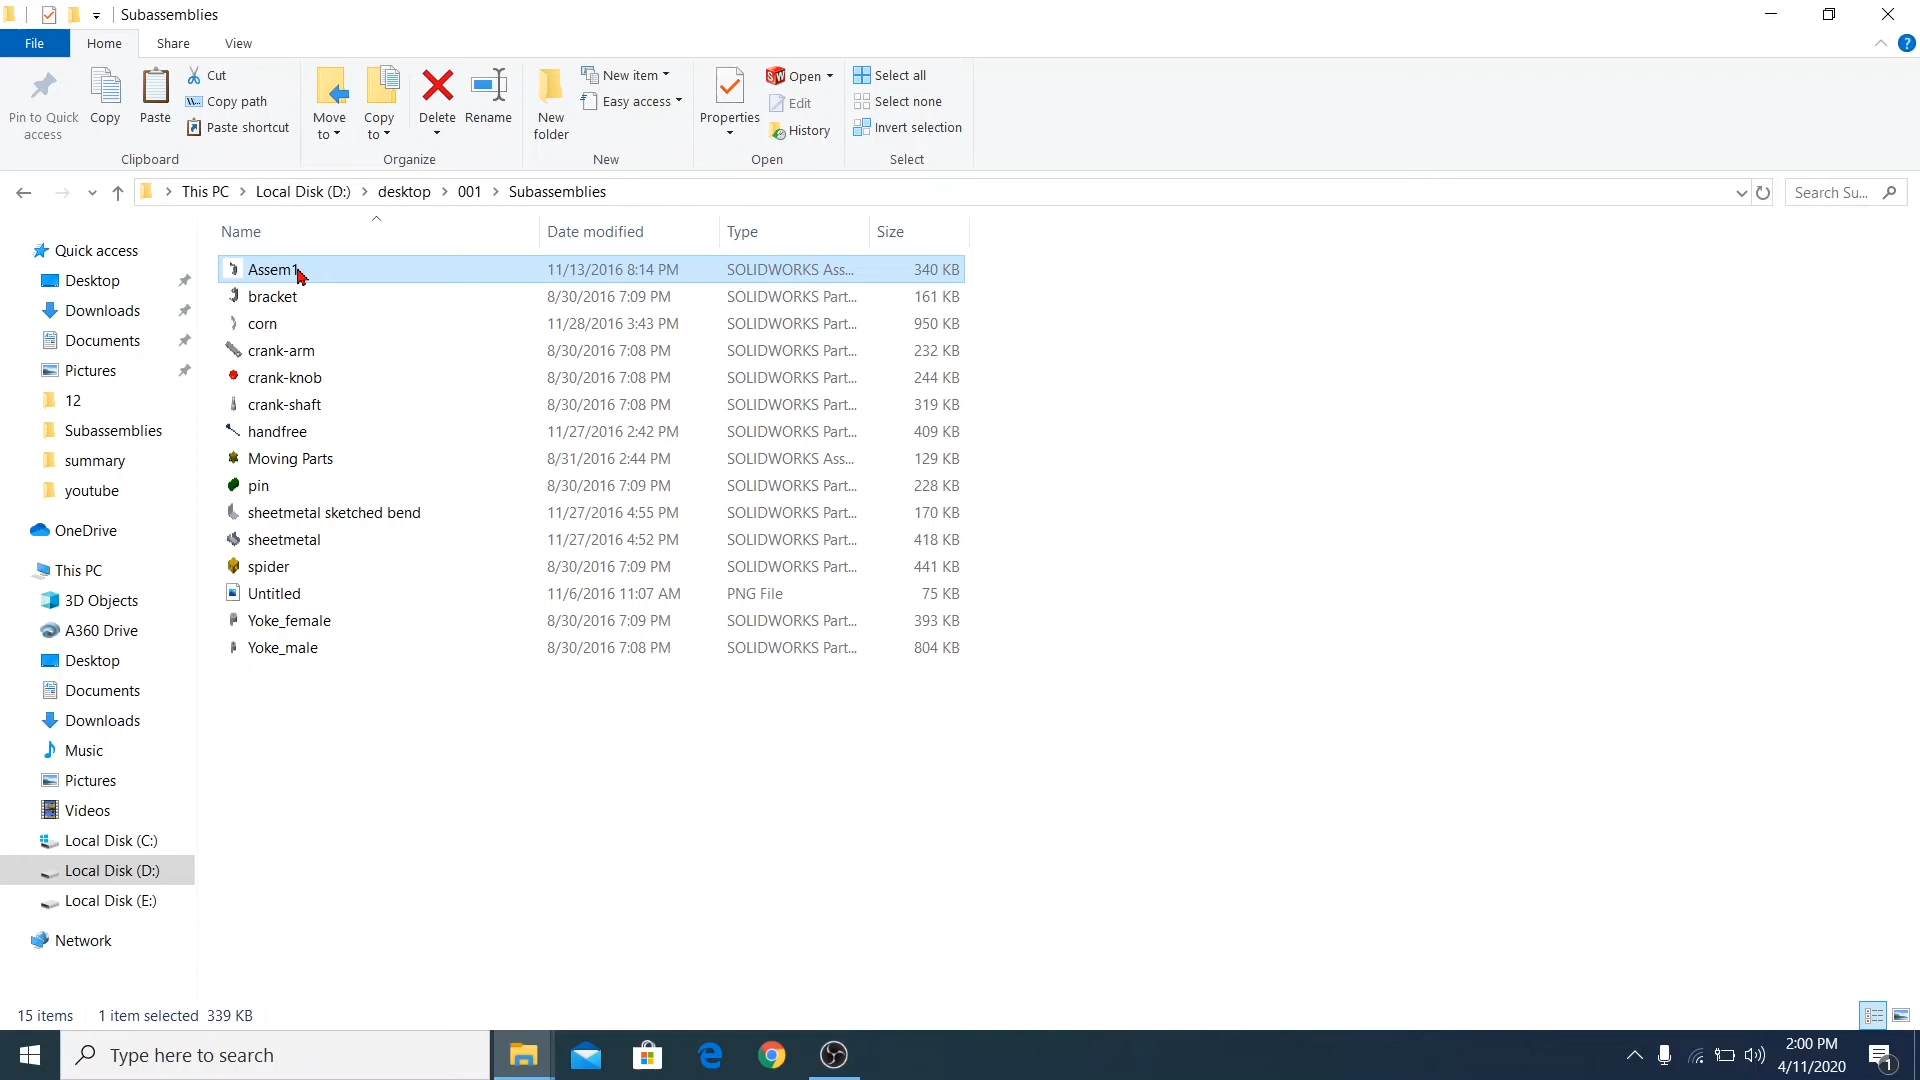 Subassemblies
File Home Share View
Pin to Quick access
Copy
Paste
Cut
Copy path
Paste shortcut
Clipboard
Move to
Copy to
Delete
Rename
Organize
New folder
New item
Easy access
New
Properties
Open
Edit
History
Open
Select all
Select none
Invert selection
Select
This PC > Local Disk (D:) > desktop > 001 > Subassemblies
Search Su...
Name Date modified Type Size
Assem1 11/13/2016 8:14 PM SOLIDWORKS Ass... 340 KB
bracket 8/30/2016 7:09 PM SOLIDWORKS Part... 161 KB
corn 11/28/2016 3:43 PM SOLIDWORKS Part... 950 KB
crank-arm 8/30/2016 7:08 PM SOLIDWORKS Part... 232 KB
crank-knob 8/30/2016 7:08 PM SOLIDWORKS Part... 244 KB
crank-shaft 8/30/2016 7:08 PM SOLIDWORKS Part... 319 KB
handfree 11/27/2016 2:42 PM SOLIDWORKS Part... 409 KB
Moving Parts 8/31/2016 2:44 PM SOLIDWORKS Ass... 129 KB
pin 8/30/2016 7:09 PM SOLIDWORKS Part... 228 KB
sheetmetal sketched bend 11/27/2016 4:55 PM SOLIDWORKS Part... 170 KB
sheetmetal 11/27/2016 4:52 PM SOLIDWORKS Part... 418 KB
spider 8/30/2016 7:09 PM SOLIDWORKS Part... 441 KB
Untitled 11/6/2016 11:07 AM PNG File 75 KB
Yoke_female 8/30/2016 7:09 PM SOLIDWORKS Part... 393 KB
Yoke_male 8/30/2016 7:08 PM SOLIDWORKS Part... 804 KB
Quick access
Desktop
Downloads
Documents
Pictures
12
Subassemblies
summary
youtube
OneDrive
This PC
3D Objects
A360 Drive
Desktop
Documents
Downloads
Music
Pictures
Videos
Local Disk (C:)
Local Disk (D:)
Local Disk (E:)
Network
15 items 1 item selected 339 KB
Type here to search
2:00 PM
4/11/2020
1